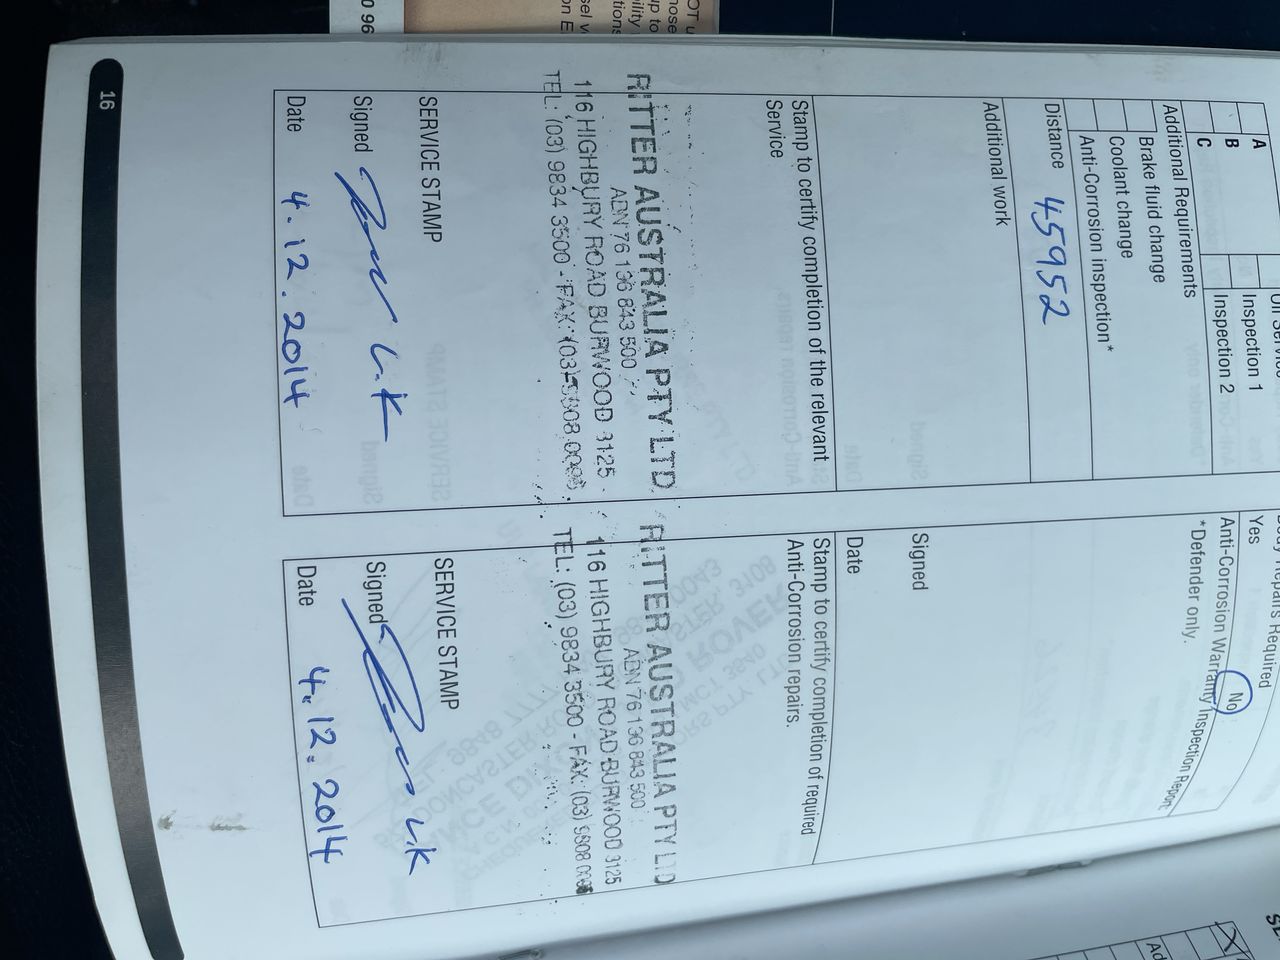 A
B
C
Inspection 1
Inspection 2
Additional Requirements
Brake fluid change
Coolant change
Anti-Corrosion inspection*
Distance 45952
Additional work
Stamp to certify completion of the relevant
Service
RITTER AUSTRALIA PTY LTD
ABN 76 136 843 500
116 HIGHBURY ROAD BURWOOD 3125
TEL: (03) 9834 3500 - FAX: (03)
SERVICE STAMP
Signed
Date 4.12.2014
Required
Yes No
Anti-Corrosion Warranty Inspection Report
*Defender only.
Signed
Date
Stamp to certify completion of required
Anti-Corrosion repairs.
RITTER AUSTRALIA PTY LTD
ABN 76 136 843 500
116 HIGHBURY ROAD BURWOOD 3125
TEL: (03) 9834 3500 - FAX: (03) 9808
SERVICE STAMP
Signed
Date 4.12.2014
16